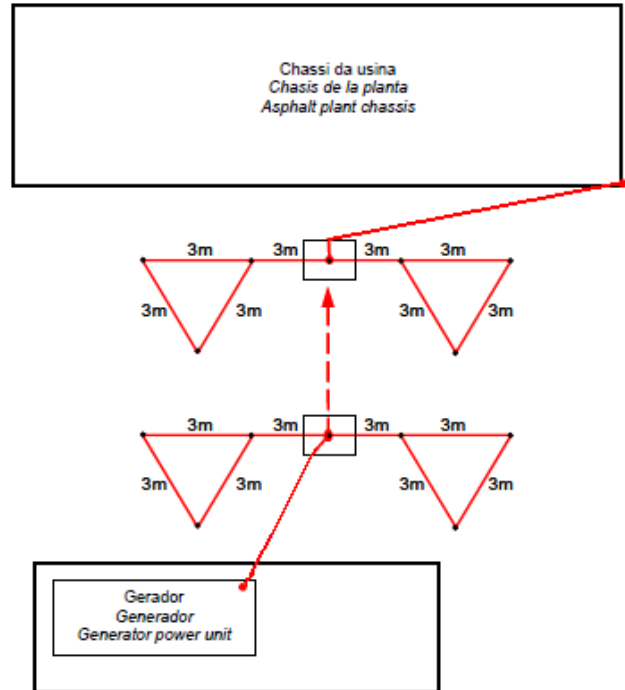 Chassi da usina
Chasis de la planta
Asphalt plant chassis
3m 3m 3m 3m
3m 3m 3m 3m
3m 3m 3m 3m
3m 3m 3m 3m
Gerador
Generador
Generator power unit